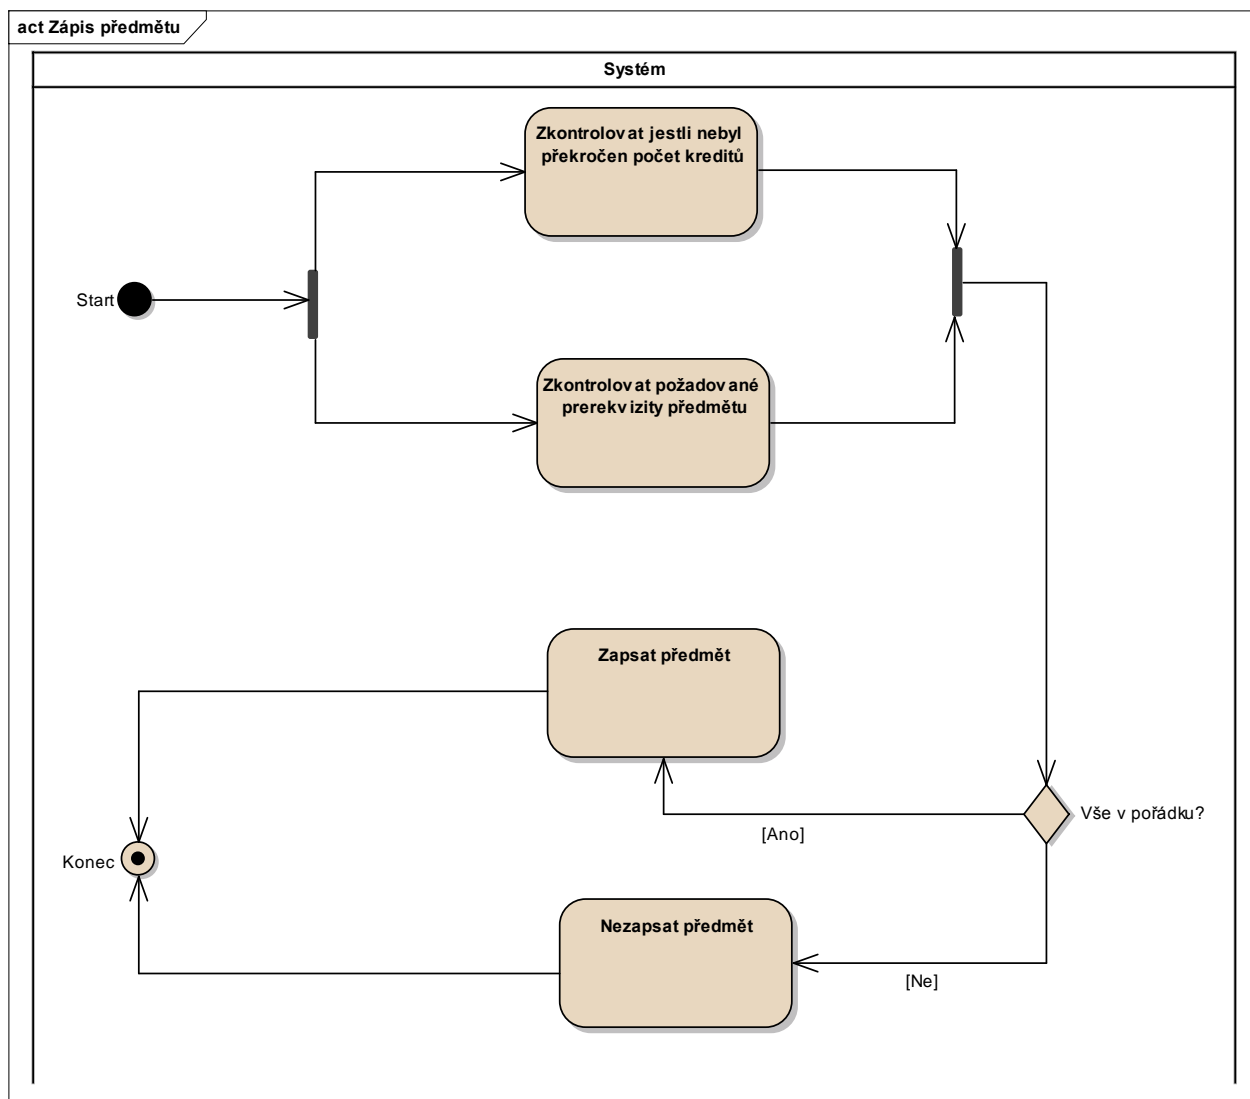 act Zápis předmětu
Systém
Zkontrolovat jestli nebyl
překročen počet kreditů
Start
Zkontrolovat požadované
prerekvizity předmětu
Zapsat předmět
Vše v pořádku?
[Ano]
Konec
Nezapsat předmět
[Ne]